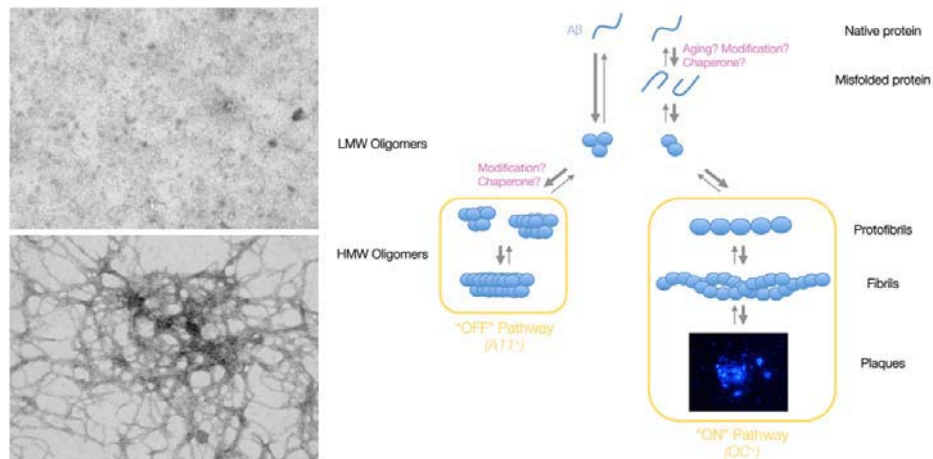 Aβ
Native protein
Aging? Modification?
Chaperone?
Misfolded protein
LMW Oligomers
Modification?
Chaperone?
HMW Oligomers
Protofibrils
Fibrils
"OFF" Pathway
(A11⁺)
Plaques
"ON" Pathway
(OC⁺)